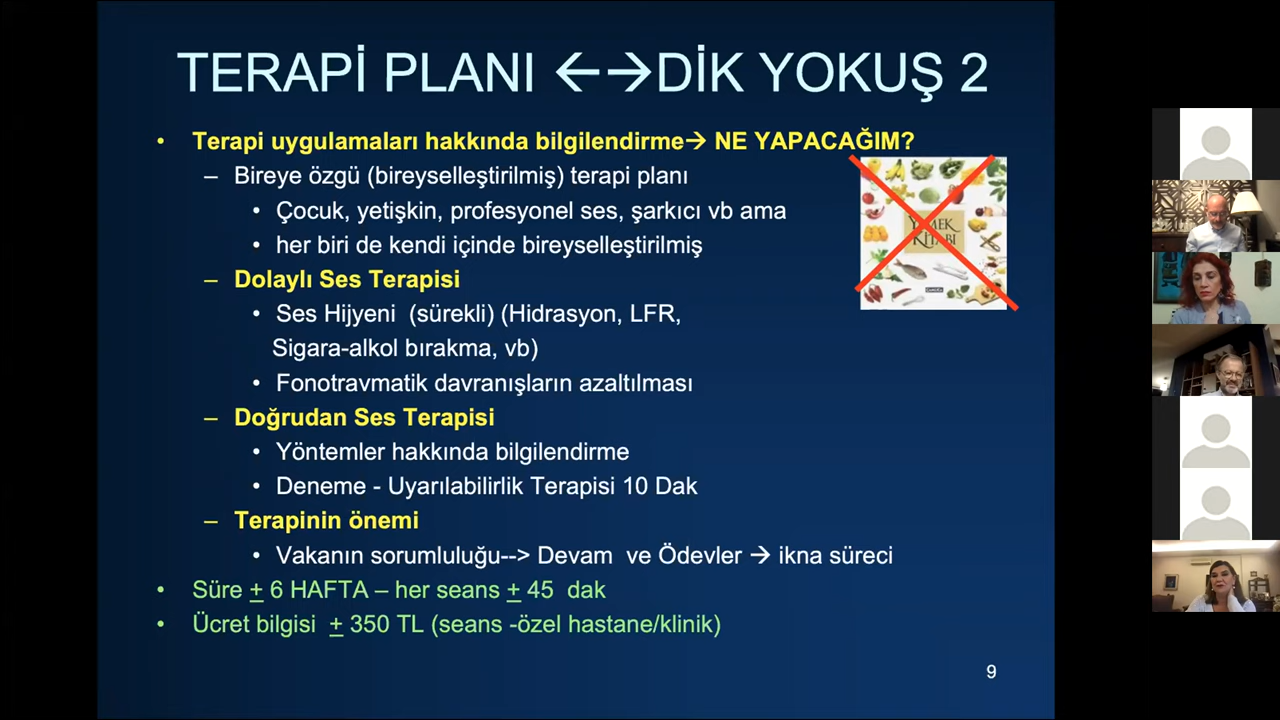 TERAPİ PLANI ←→DİK YOKUŞ 2
• Terapi uygulamaları hakkında bilgilendirme→ NE YAPACAĞIM?
– Bireye özgü (bireyselleştirilmiş) terapi planı
• Çocuk, yetişkin, profesyonel ses, şarkıcı vb ama
• her biri de kendi içinde bireyselleştirilmiş
YEMEK
KİTABI
– Dolaylı Ses Terapisi
• Ses Hijyeni (sürekli) (Hidrasyon, LFR,
Sigara-alkol bırakma, vb)
• Fonotravmatik davranışların azaltılması
– Doğrudan Ses Terapisi
• Yöntemler hakkında bilgilendirme
• Deneme - Uyarılabilirlik Terapisi 10 Dak
– Terapinin önemi
• Vakanın sorumluluğu--> Devam ve Ödevler → ikna süreci
• Süre ± 6 HAFTA – her seans ± 45 dak
• Ücret bilgisi ± 350 TL (seans -özel hastane/klinik)
9